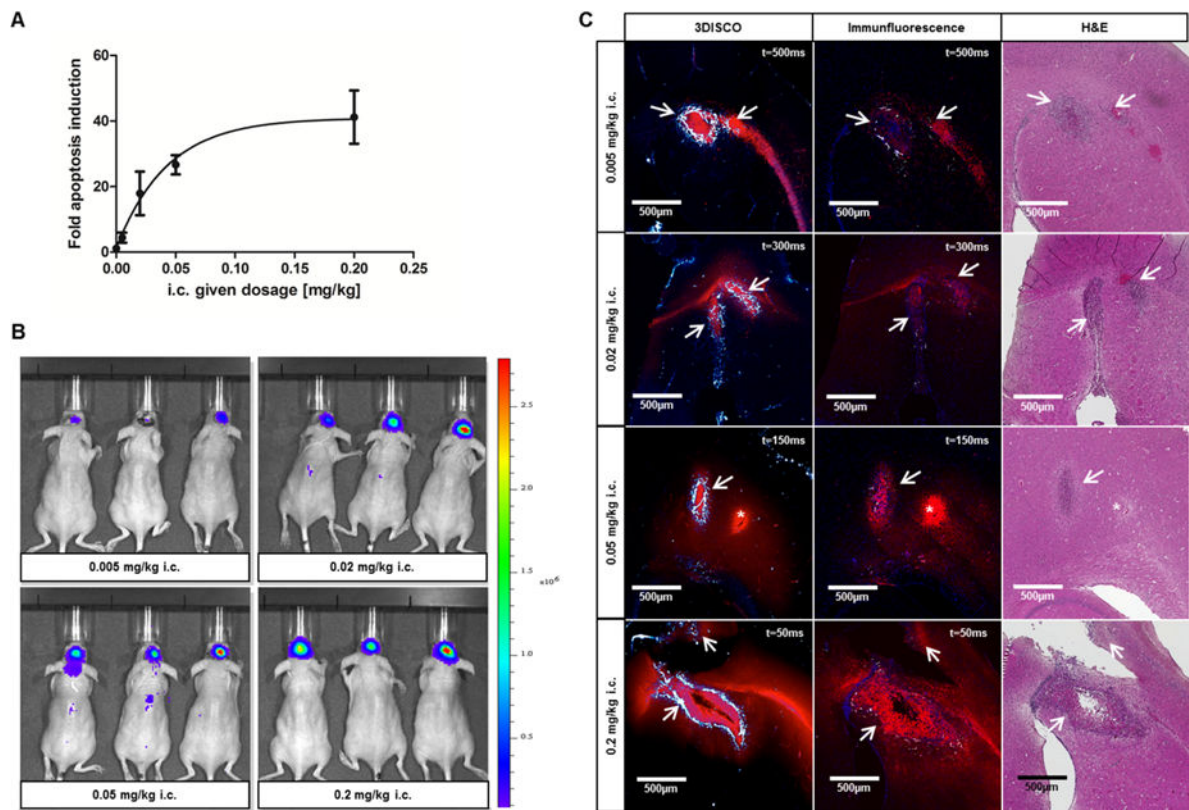 A
Fold apoptosis induction
60
40
20
0
0.00 0.05 0.10 0.15 0.20 0.25
i.c. given dosage [mg/kg]
B
0.005 mg/kg i.c.
0.02 mg/kg i.c.
0.05 mg/kg i.c.
0.2 mg/kg i.c.
2.5
2.0
1.5
x10⁶
1.0
0.5
C
3DISCO Immunfluorescence H&E
0.005 mg/kg i.c.
t=500ms t=500ms
500µm 500µm 500µm
0.02 mg/kg i.c.
t=300ms t=300ms
500µm 500µm 500µm
0.05 mg/kg i.c.
t=150ms t=150ms
* * *
500µm 500µm 500µm
0.2 mg/kg i.c.
t=50ms t=50ms
500µm 500µm 500µm